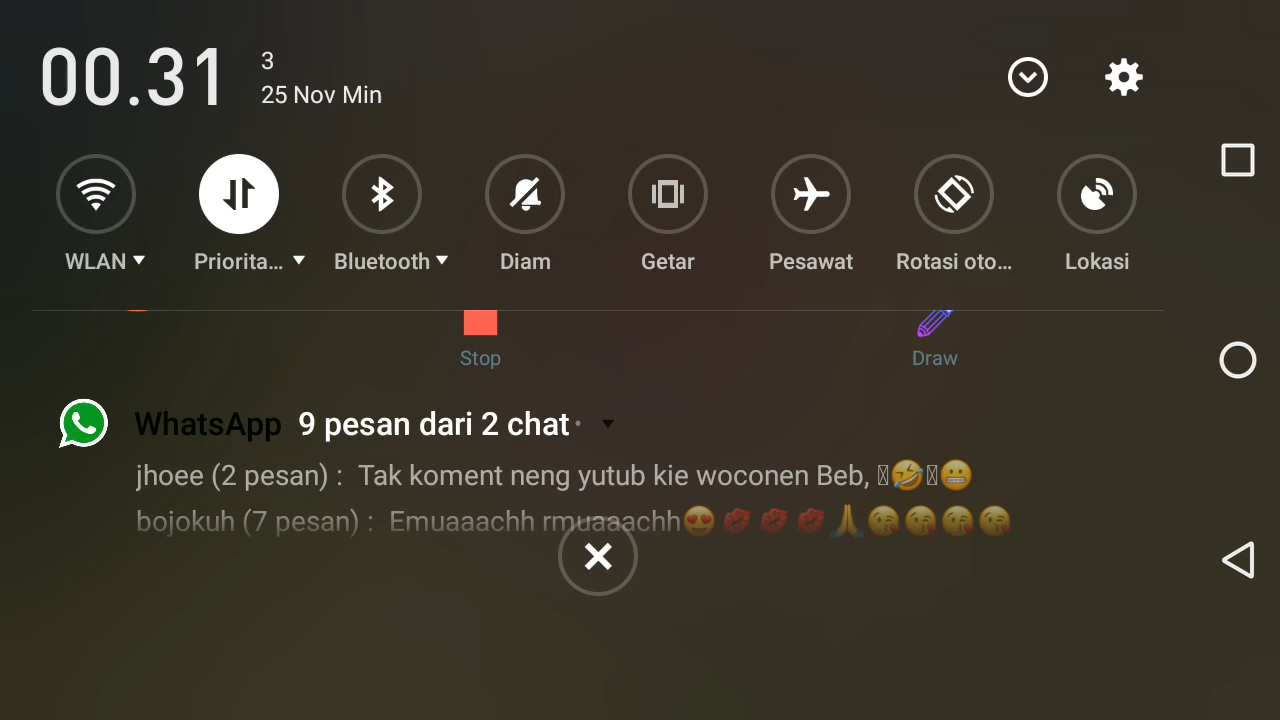 00.31
3
25 Nov Min
WLAN
Priorita...
Bluetooth
Diam
Getar
Pesawat
Rotasi oto...
Lokasi
Stop
Draw
WhatsApp 9 pesan dari 2 chat •
jhoee (2 pesan) : Tak koment neng yutub kie woconen Beb, 🤣😬
bojokuh (7 pesan) : Emuaaachh rmuaaachh😍💋💋💋🙏😘😘😘😘